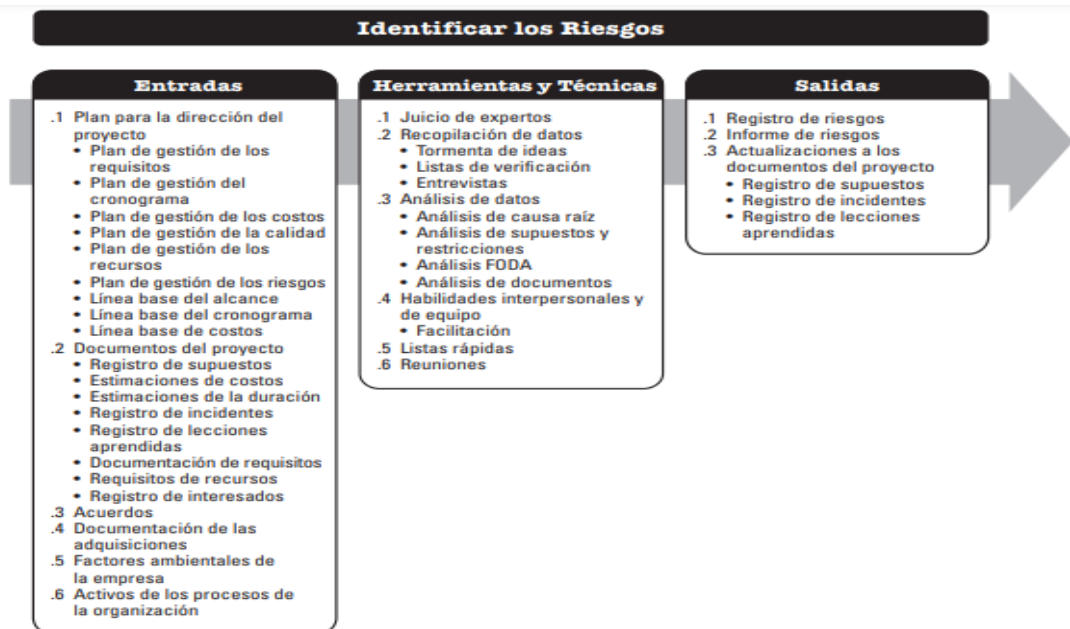 Identificar los Riesgos
Entradas
.1 Plan para la dirección del
proyecto
• Plan de gestión de los
requisitos
• Plan de gestión del
cronograma
• Plan de gestión de los costos
• Plan de gestión de la calidad
• Plan de gestión de los
recursos
• Plan de gestión de los riesgos
• Línea base del alcance
• Línea base del cronograma
• Línea base de costos
.2 Documentos del proyecto
• Registro de supuestos
• Estimaciones de costos
• Estimaciones de la duración
• Registro de incidentes
• Registro de lecciones
aprendidas
• Documentación de requisitos
• Requisitos de recursos
• Registro de interesados
.3 Acuerdos
.4 Documentación de las
adquisiciones
.5 Factores ambientales de
la empresa
.6 Activos de los procesos de
la organización
Herramientas y Técnicas
.1 Juicio de expertos
.2 Recopilación de datos
• Tormenta de ideas
• Listas de verificación
• Entrevistas
.3 Análisis de datos
• Análisis de causa raíz
• Análisis de supuestos y
restricciones
• Análisis FODA
• Análisis de documentos
.4 Habilidades interpersonales y
de equipo
• Facilitación
.5 Listas rápidas
.6 Reuniones
Salidas
.1 Registro de riesgos
.2 Informe de riesgos
.3 Actualizaciones a los
documentos del proyecto
• Registro de supuestos
• Registro de incidentes
• Registro de lecciones
aprendidas